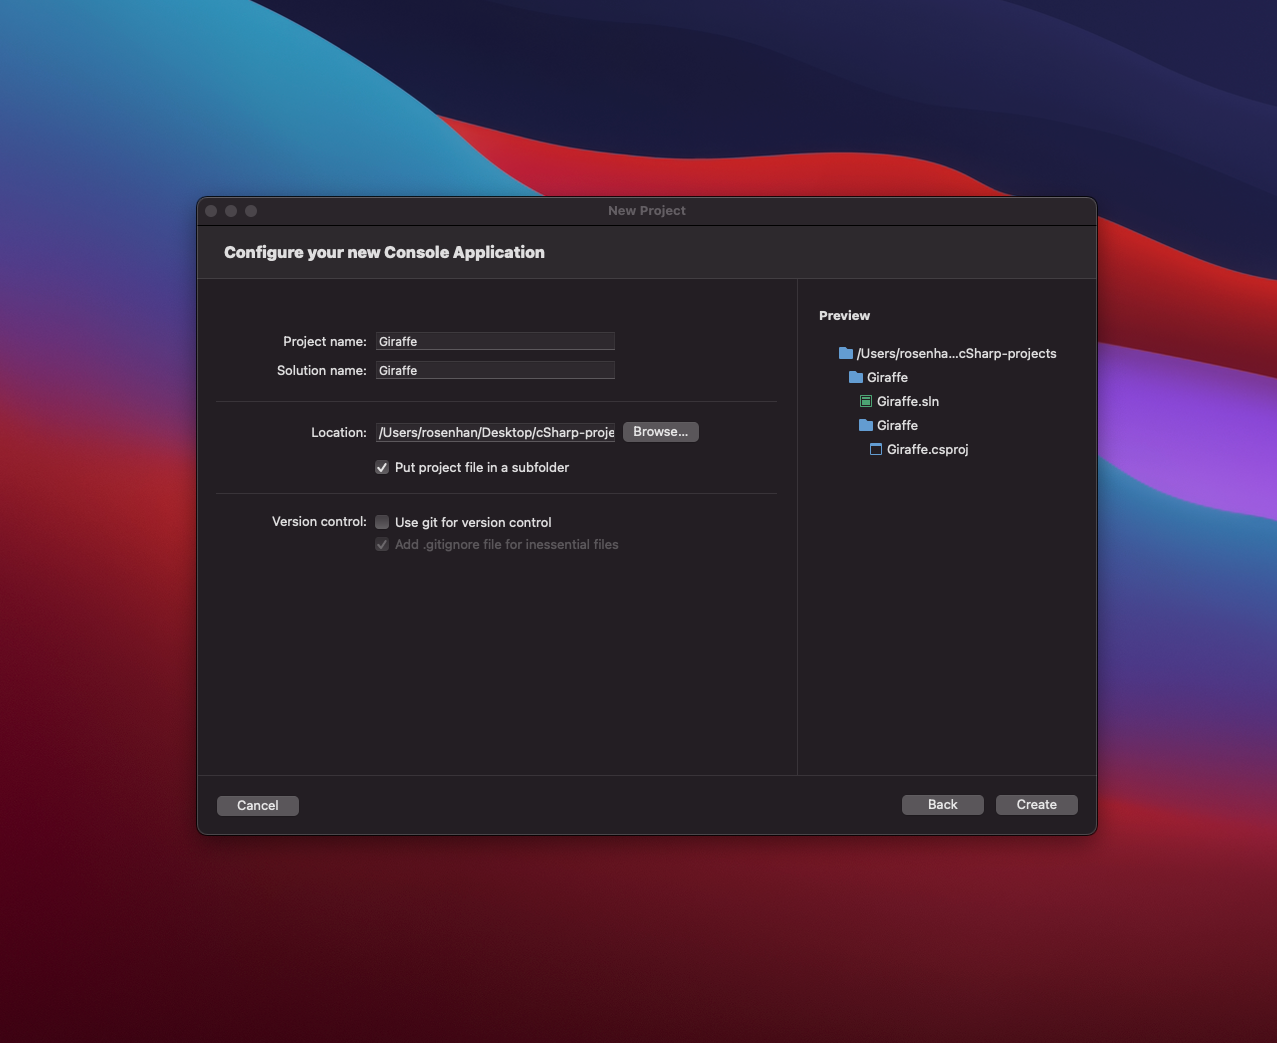 New Project
Configure your new Console Application
Project name: Giraffe
Solution name: Giraffe
Location: /Users/rosenhan/Desktop/cSharp-proje Browse...
Put project file in a subfolder
Version control: Use git for version control
Add .gitignore file for inessential files
Preview
/Users/rosenha...cSharp-projects
Giraffe
Giraffe.sln
Giraffe
Giraffe.csproj
Cancel Back Create